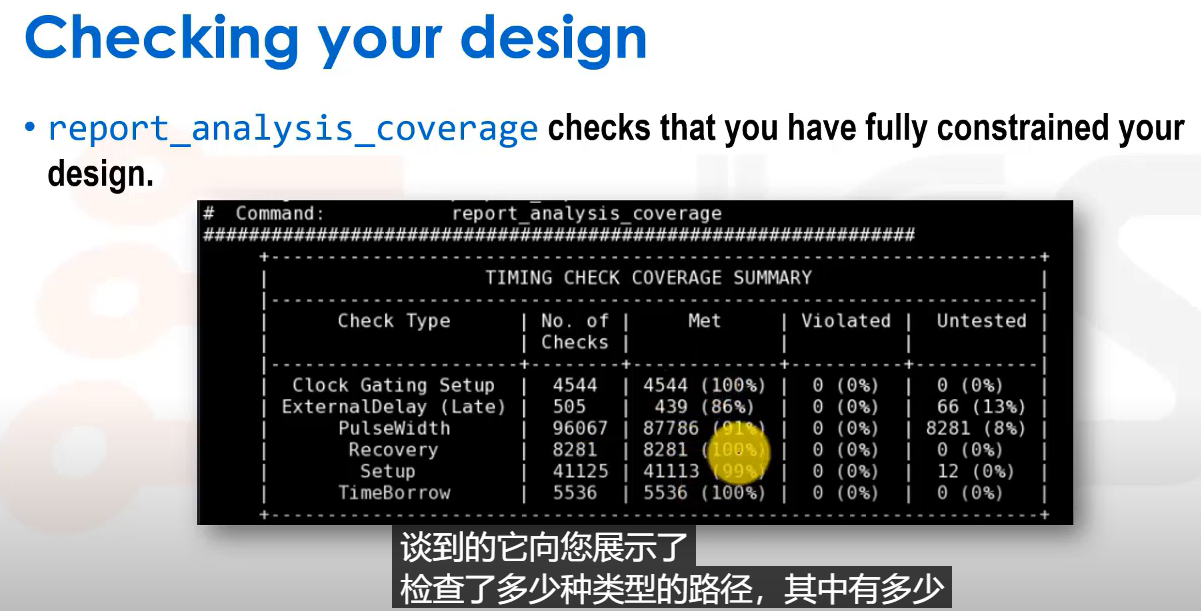 Checking your design
• report_analysis_coverage checks that you have fully constrained your
design.
# Command: report_analysis_coverage
###############################################################
+--------------------------------------------------------------------+
| TIMING CHECK COVERAGE SUMMARY |
|--------------------------------------------------------------------|
| Check Type | No. of | Met | Violated | Untested |
| | Checks | | | |
|----------------------+--------+-------------+----------+-----------|
| Clock Gating Setup | 4544 | 4544 (100%) | 0 (0%) | 0 (0%) |
| ExternalDelay (Late) | 505 | 439 (86%) | 0 (0%) | 66 (13%) |
| PulseWidth | 96067 | 87786 (91%) | 0 (0%) | 8281 (8%) |
| Recovery | 8281 | 8281 (100%) | 0 (0%) | 0 (0%) |
| Setup | 41125 | 41113 (99%) | 0 (0%) | 12 (0%) |
| TimeBorrow | 5536 | 5536 (100%) | 0 (0%) | 0 (0%) |
+--------------------------------------------------------------------+
谈到的它向您展示了
检查了多少种类型的路径，其中有多少